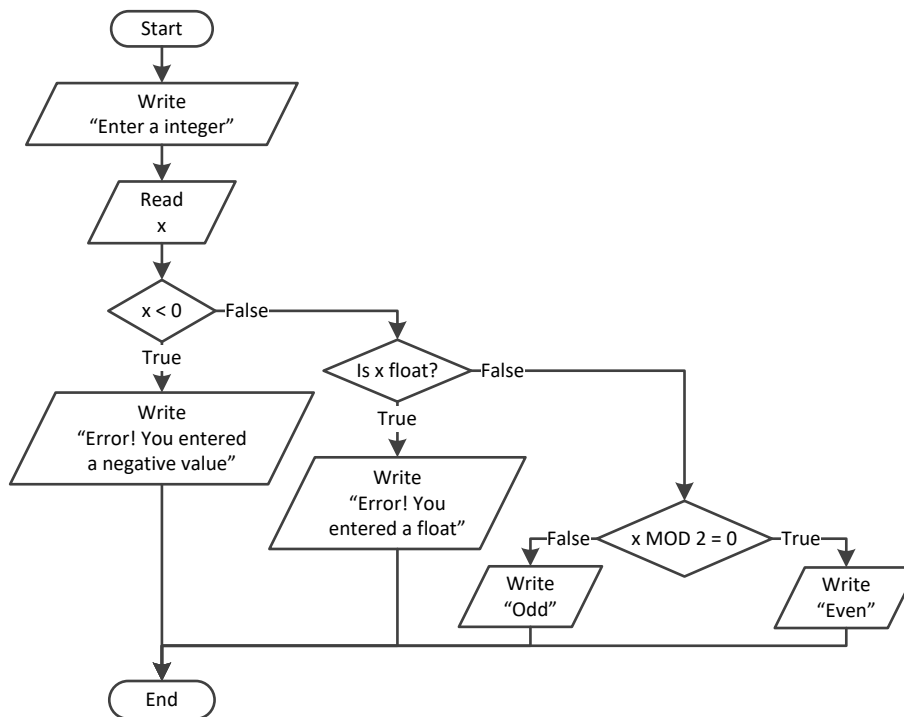 Start
Write
“Enter a integer”
Read
x
x < 0
False
True
Is x float?
False
Write
“Error! You entered
a negative value”
True
Write
“Error! You
entered a float”
False
x MOD 2 = 0
True
Write
“Odd”
Write
“Even”
End